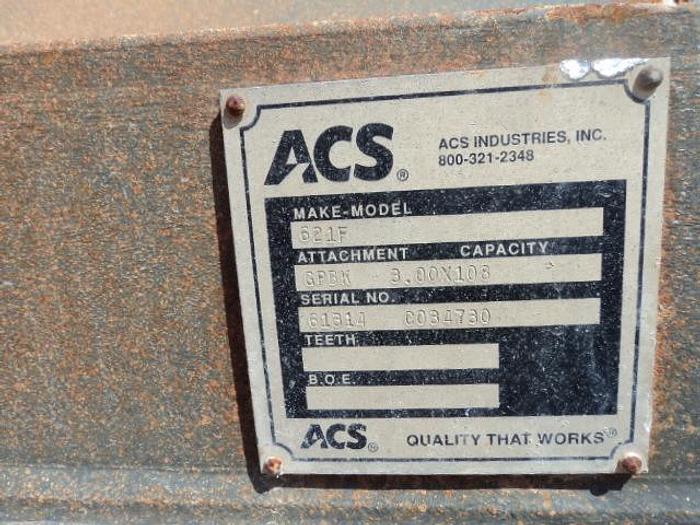 ACS® ACS INDUSTRIES, INC.
800-321-2348
MAKE-MODEL
621F
ATTACHMENT CAPACITY
GPBK 3.00X108
SERIAL NO.
61314 C034730
TEETH
B.O.E.
ACS® QUALITY THAT WORKS®